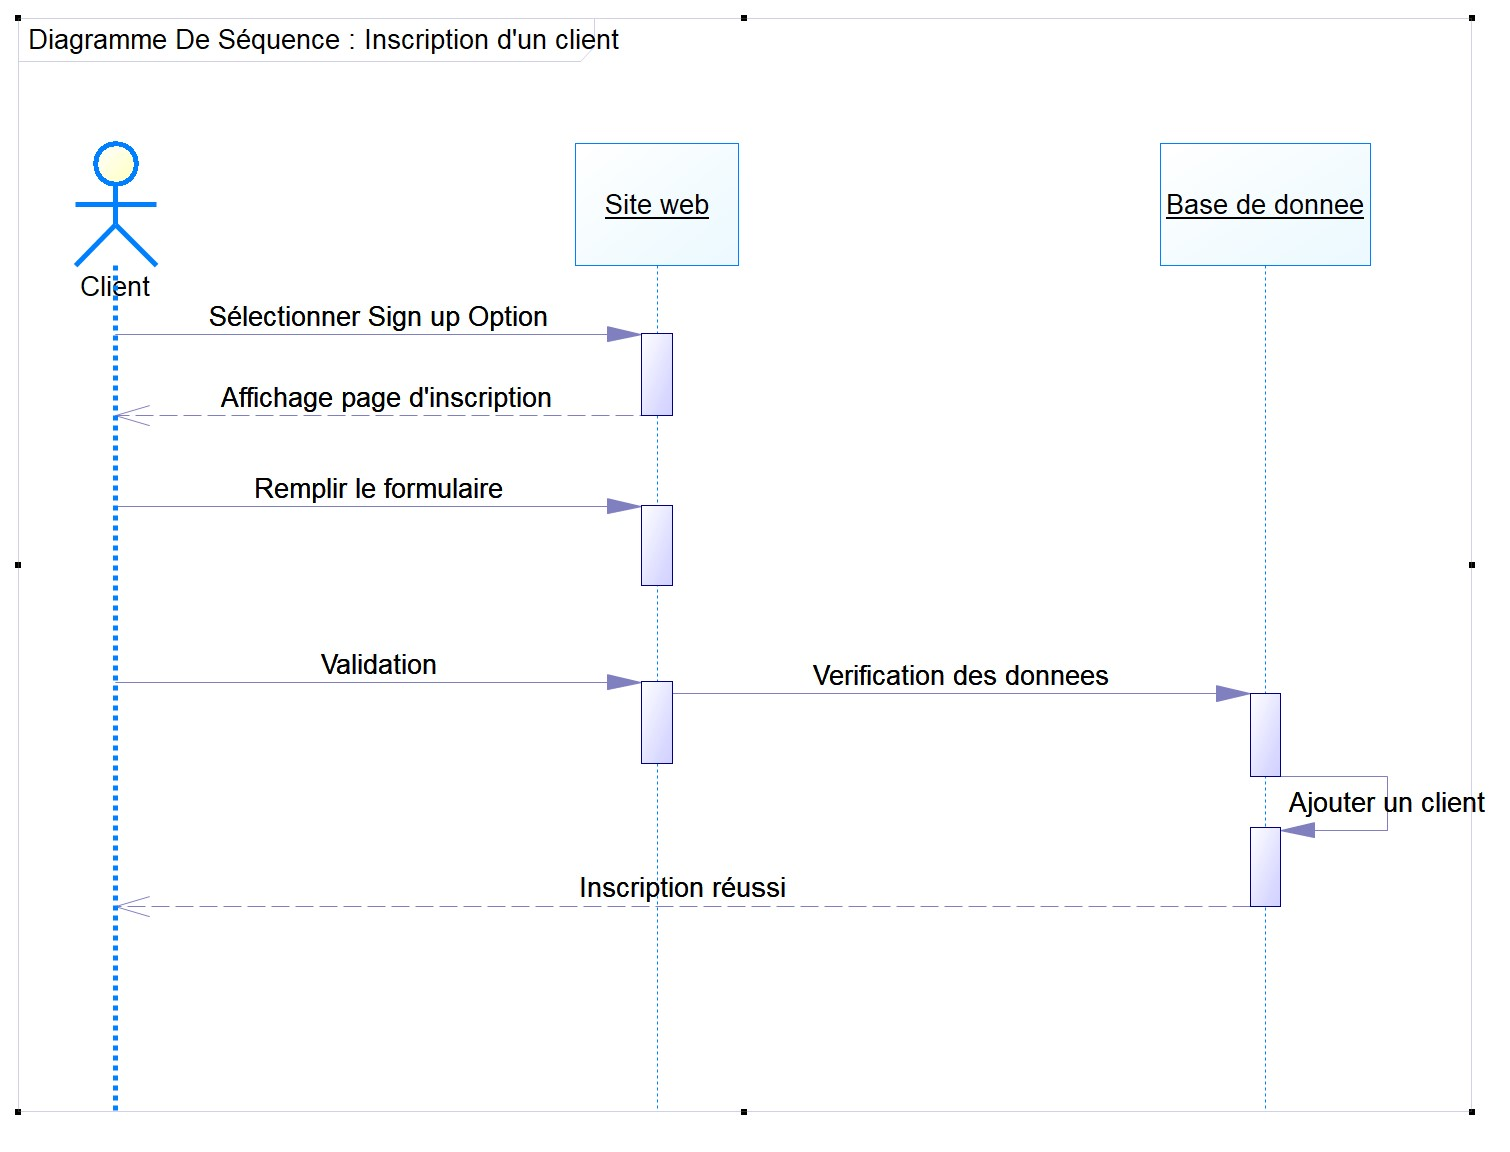 Diagramme De Séquence : Inscription d'un client
Site web
Base de donnee
Client
Sélectionner Sign up Option
Affichage page d'inscription
Remplir le formulaire
Validation
Verification des donnees
Ajouter un client
Inscription réussi